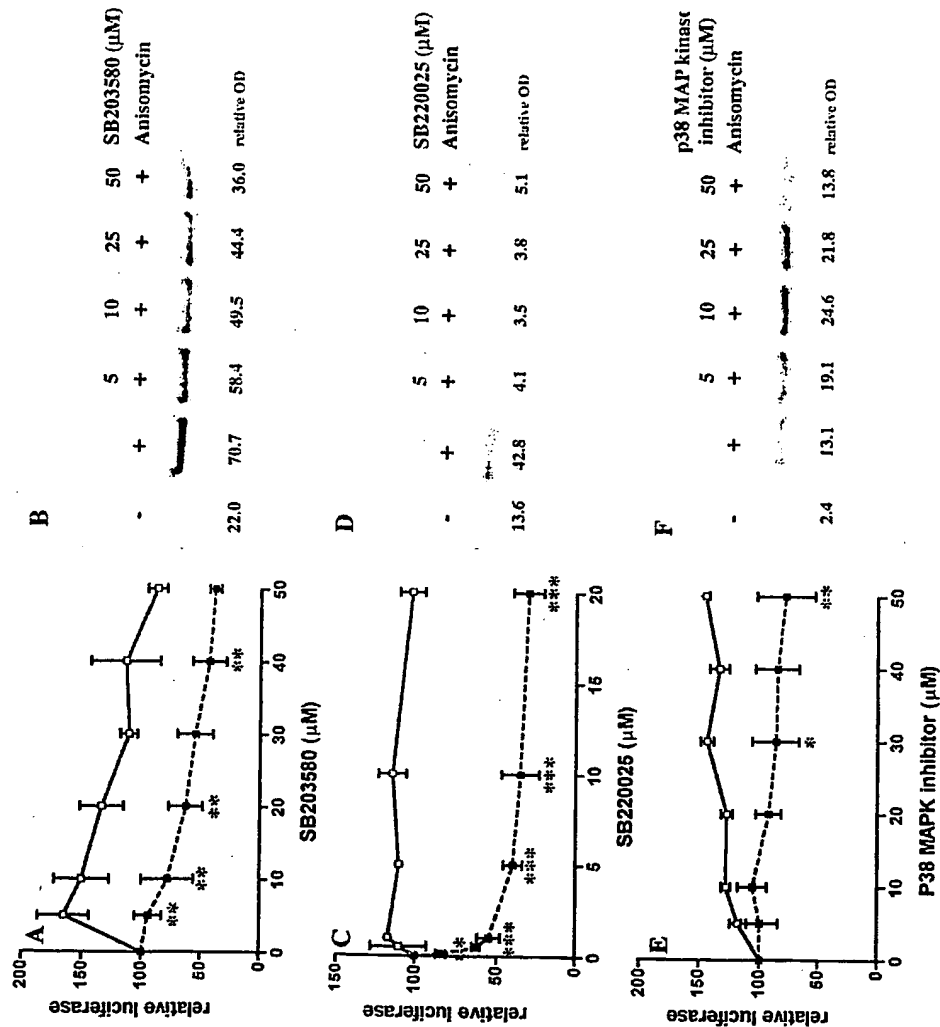 A
200
150
100
50
0
relative luciferase
0 10 20 30 40 50
SB203580 (µM)
** ** ** **
B
5 10 25 50 SB203580 (µM)
- + + + + + Anisomycin
22.0 70.7 58.4 49.5 44.4 36.0 relative OD
C
100
50
0
relative luciferase
0 5 10 15 20
SB220025 (µM)
*** *** *** ***
D
5 10 25 50 SB220025 (µM)
- + + + + + Anisomycin
13.6 42.8 4.1 3.5 3.8 5.1 relative OD
E
200
150
100
50
0
relative luciferase
0 10 20 30 40 50
P38 MAPK inhibitor (µM)
* **
F
p38 MAP kinase
5 10 25 50 inhibitor (µM)
- + + + + + Anisomycin
2.4 13.1 19.1 24.6 21.8 13.8 relative OD